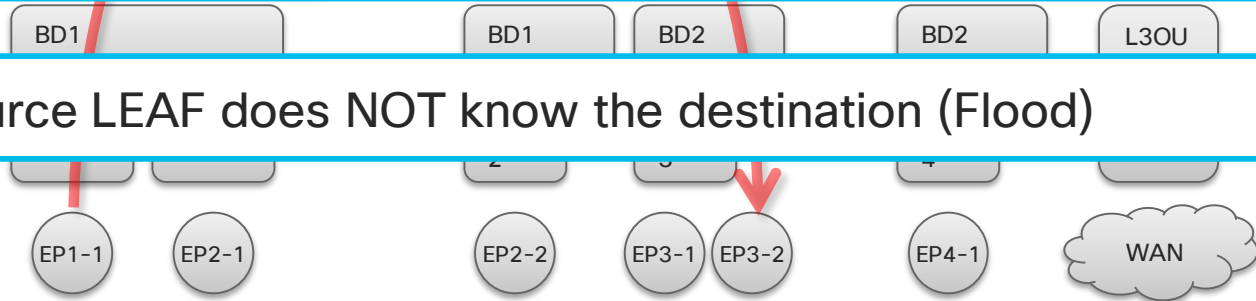 BD1 BD1 BD2 BD2 L3OU
LEAF does NOT know the destination (Flood)
EP1-1 EP2-1 EP2-2 EP3-1 EP3-2 EP4-1 WAN